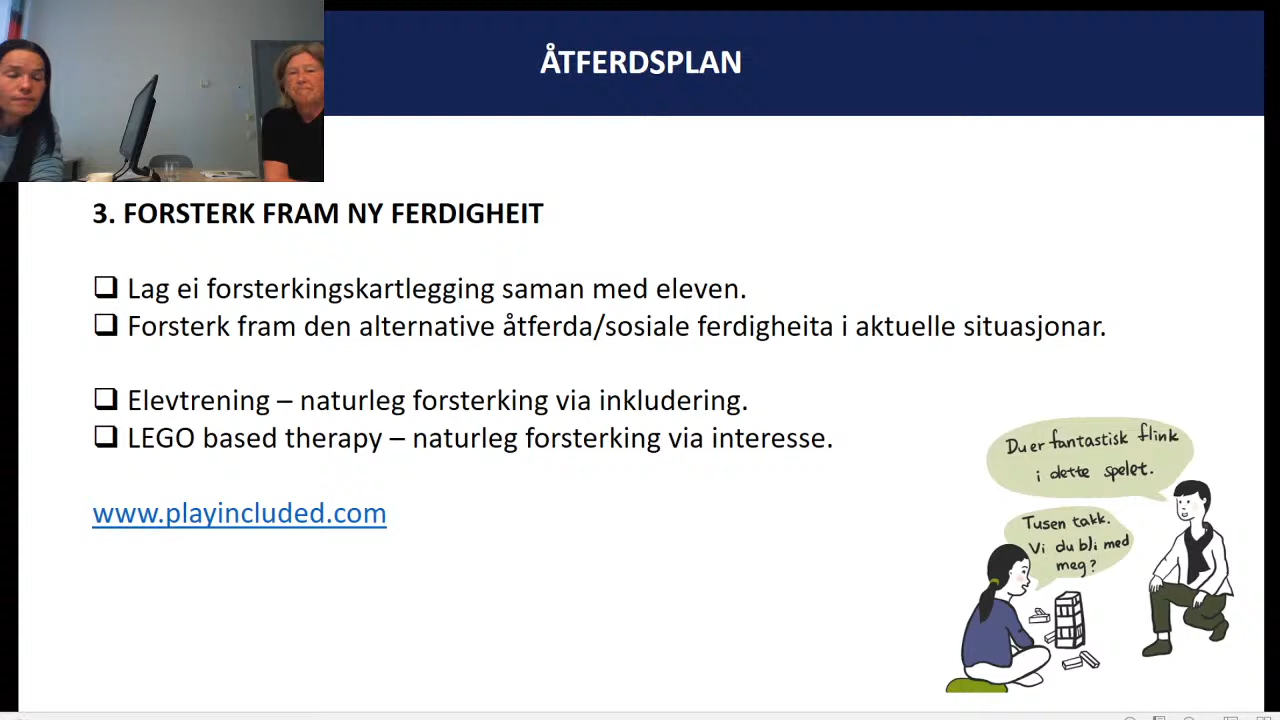 ÅTFERDSPLAN
3. FORSTERK FRAM NY FERDIGHEIT
Lag ei forsterkingskartlegging saman med eleven.
Forsterk fram den alternative åtferda/sosiale ferdigheita i aktuelle situasjonar.
Elevtrening – naturleg forsterking via inkludering.
LEGO based therapy – naturleg forsterking via interesse.
www.playincluded.com
Du er fantastisk flink
i dette spelet.
Tusen takk.
Vi du bli med
meg?